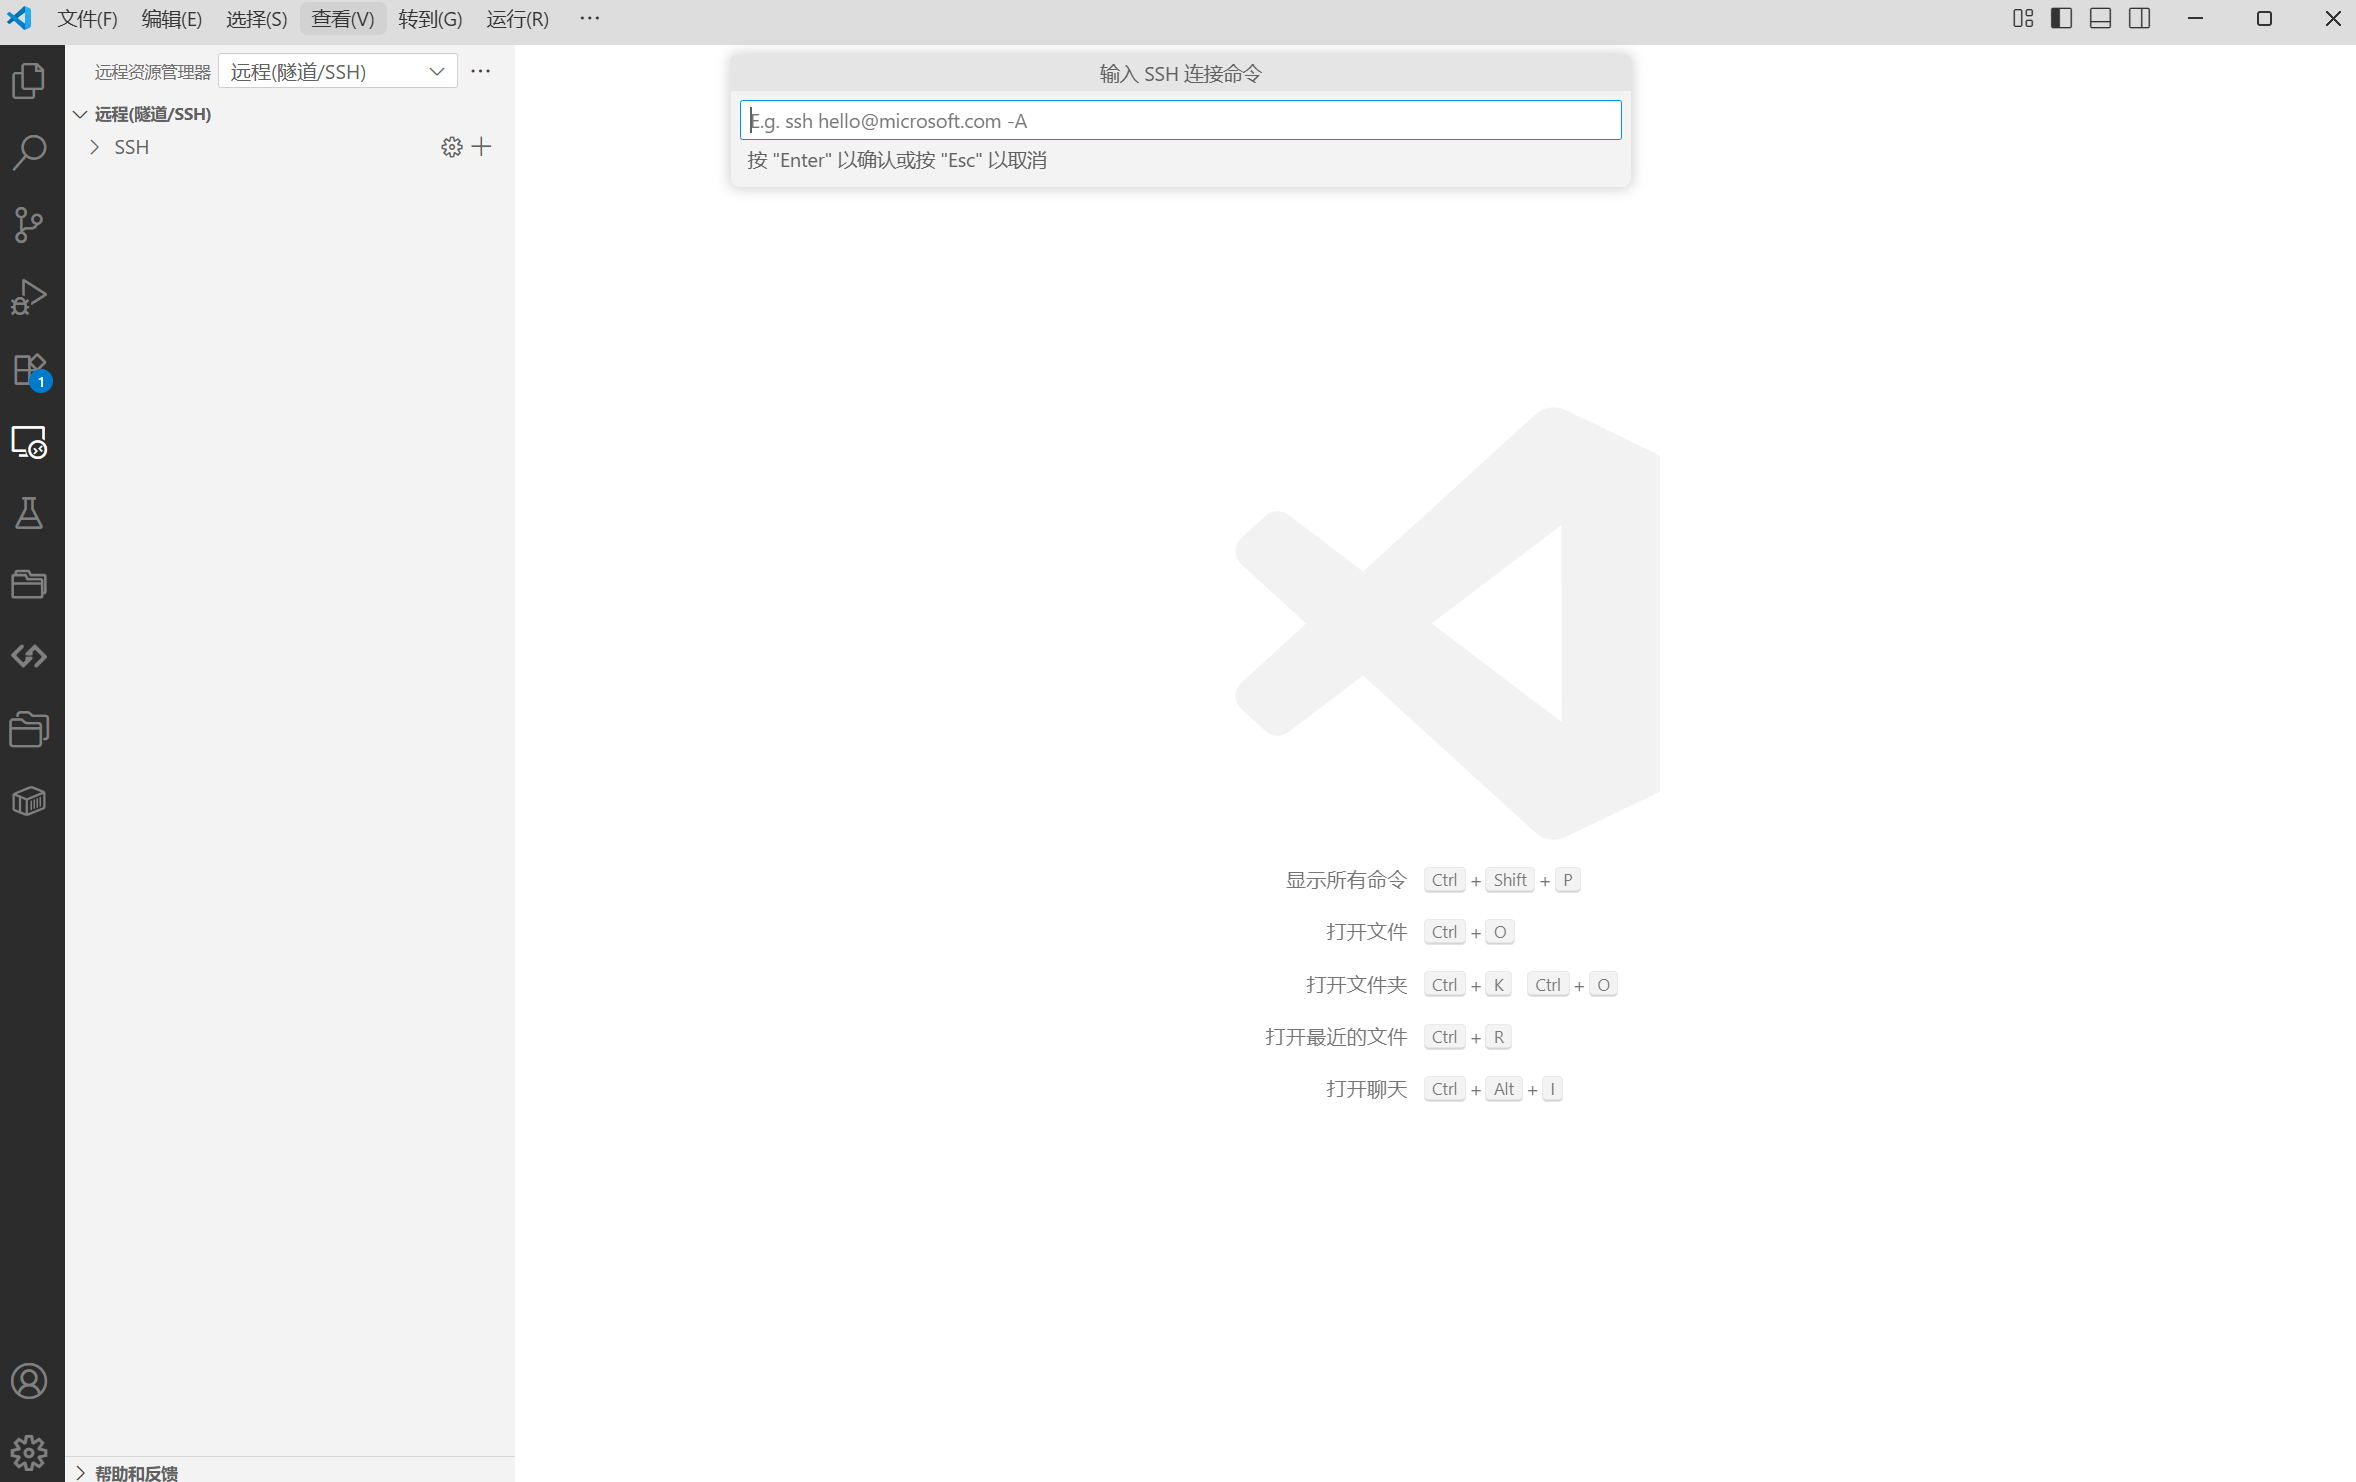 文件(F) 编辑(E) 选择(S) 查看(V) 转到(G) 运行(R) ···
远程资源管理器 远程(隧道/SSH) ···
远程(隧道/SSH)
SSH
输入 SSH 连接命令
E.g. ssh hello@microsoft.com -A
按 "Enter" 以确认或按 "Esc" 以取消
1
显示所有命令 Ctrl + Shift + P
打开文件 Ctrl + O
打开文件夹 Ctrl + K Ctrl + O
打开最近的文件 Ctrl + R
打开聊天 Ctrl + Alt + I
帮助和反馈